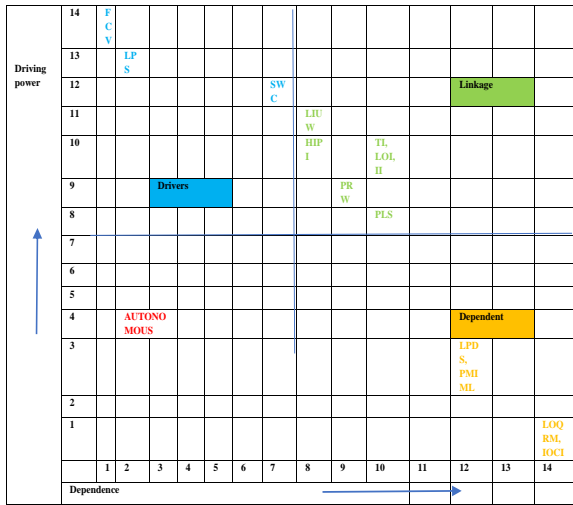 14
F
C
V
13
LP
S
Driving
power
12
SW
C
Linkage
11
LIU
W
10
HIP
I
TI,
LOI,
II
9
Drivers
PR
W
8
PLS
7
6
5
4
AUTONO
MOUS
Dependent
3
LPD
S,
PMI
ML
2
1
LOQ
RM,
IOCI
1 2 3 4 5 6 7 8 9 10 11 12 13 14
Dependence